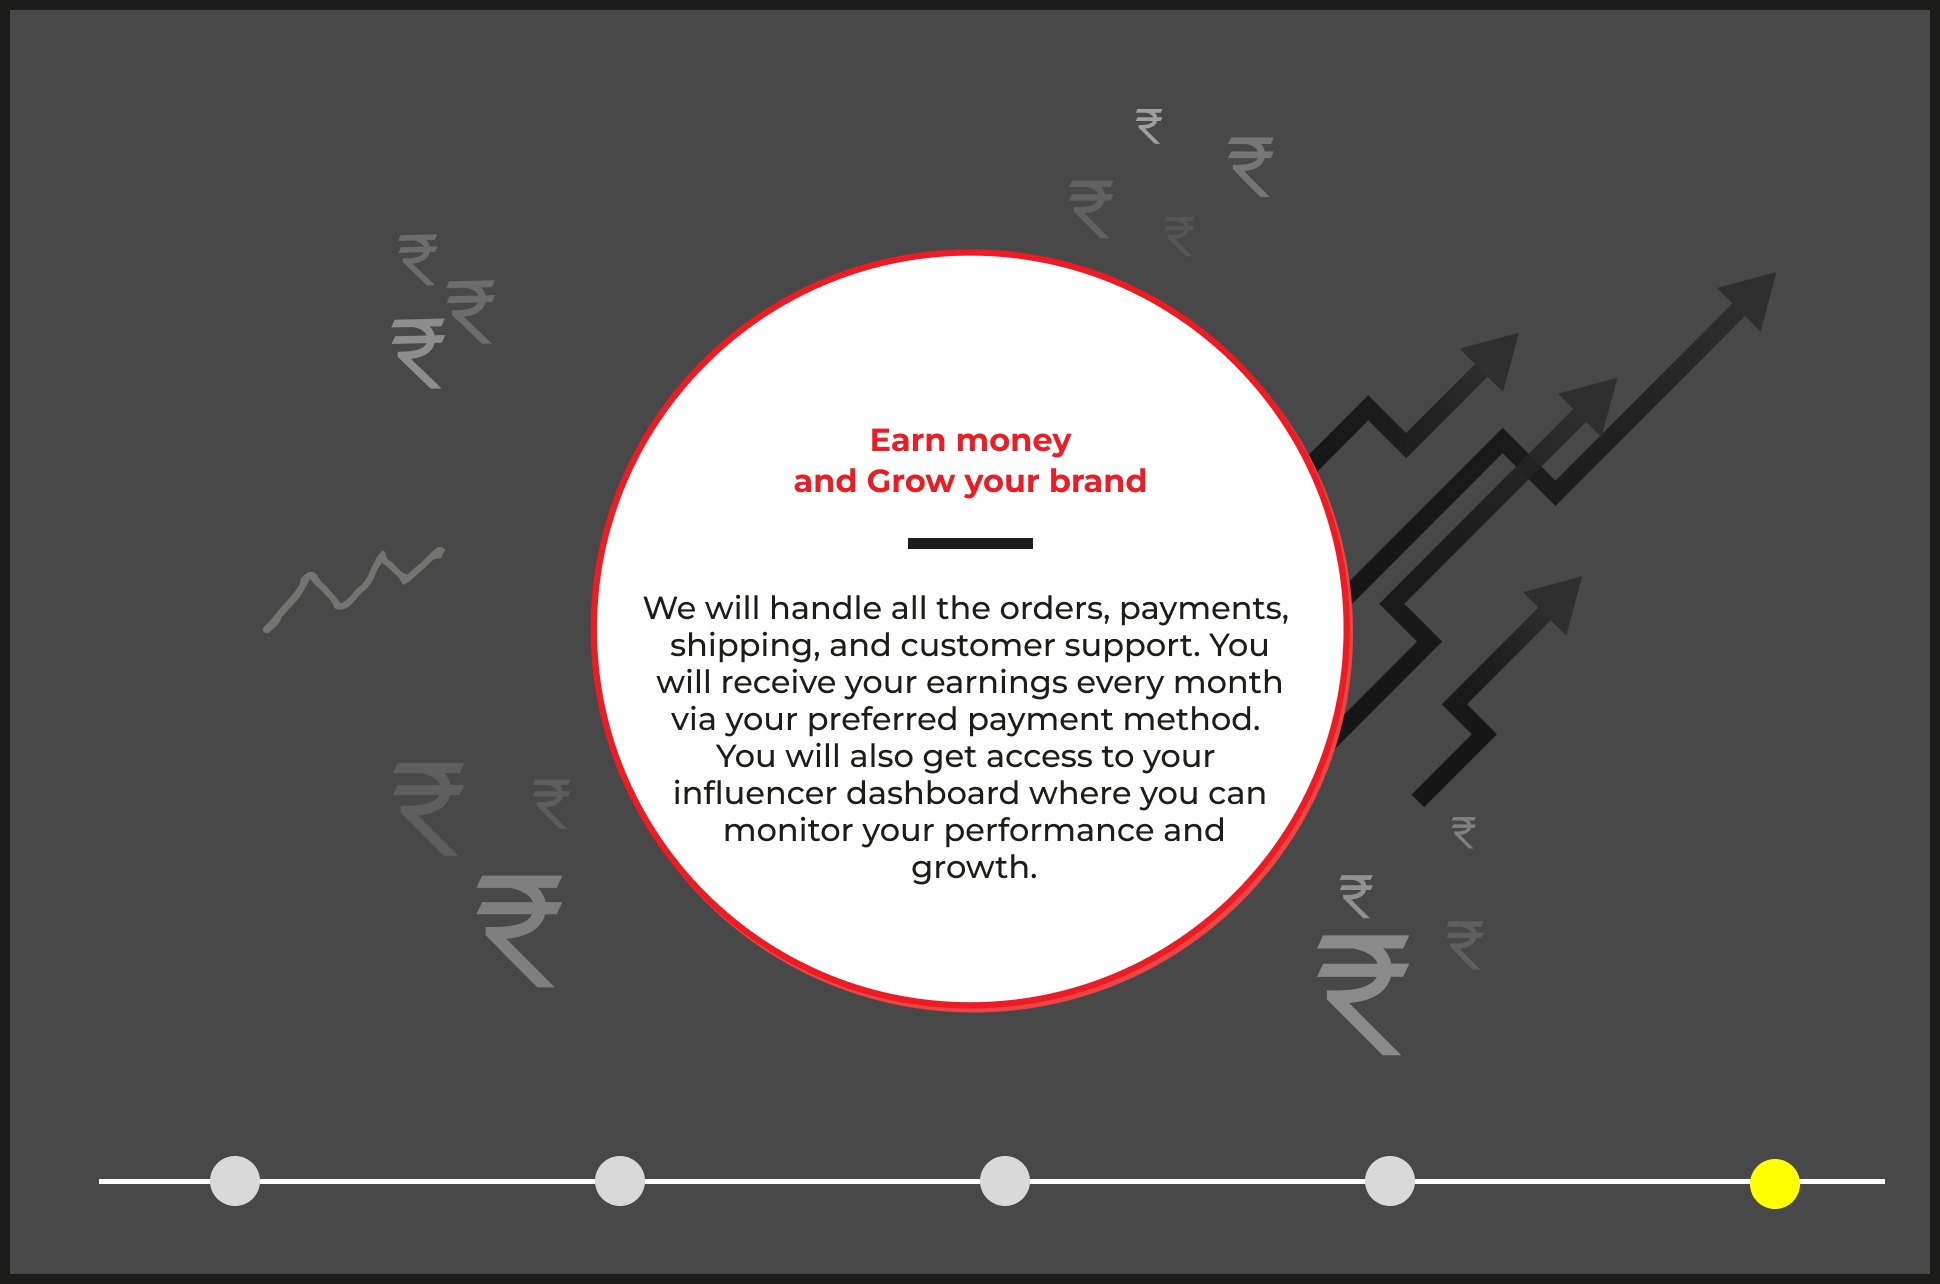 ₹
₹
₹
₹
₹
₹
₹
Earn money
and Grow your brand
We will handle all the orders, payments,
shipping, and customer support. You
will receive your earnings every month
via your preferred payment method.
You will also get access to your
influencer dashboard where you can
monitor your performance and
growth.
₹
₹
₹
₹
₹
₹
₹